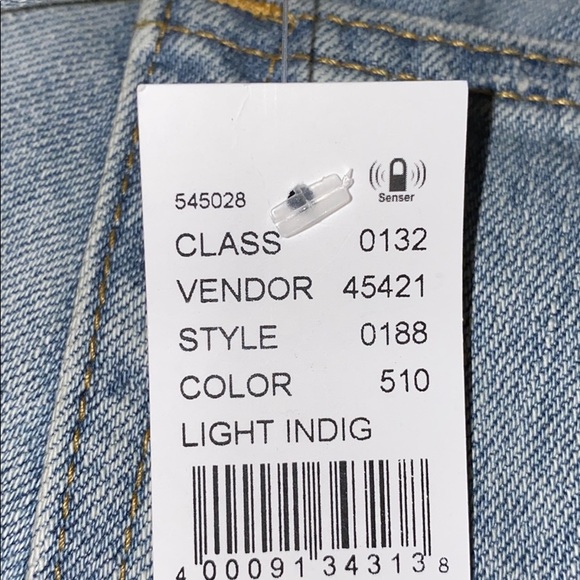 545028
Senser
CLASS 0132
VENDOR 45421
STYLE 0188
COLOR 510
LIGHT INDIG
4 00091 34313 8